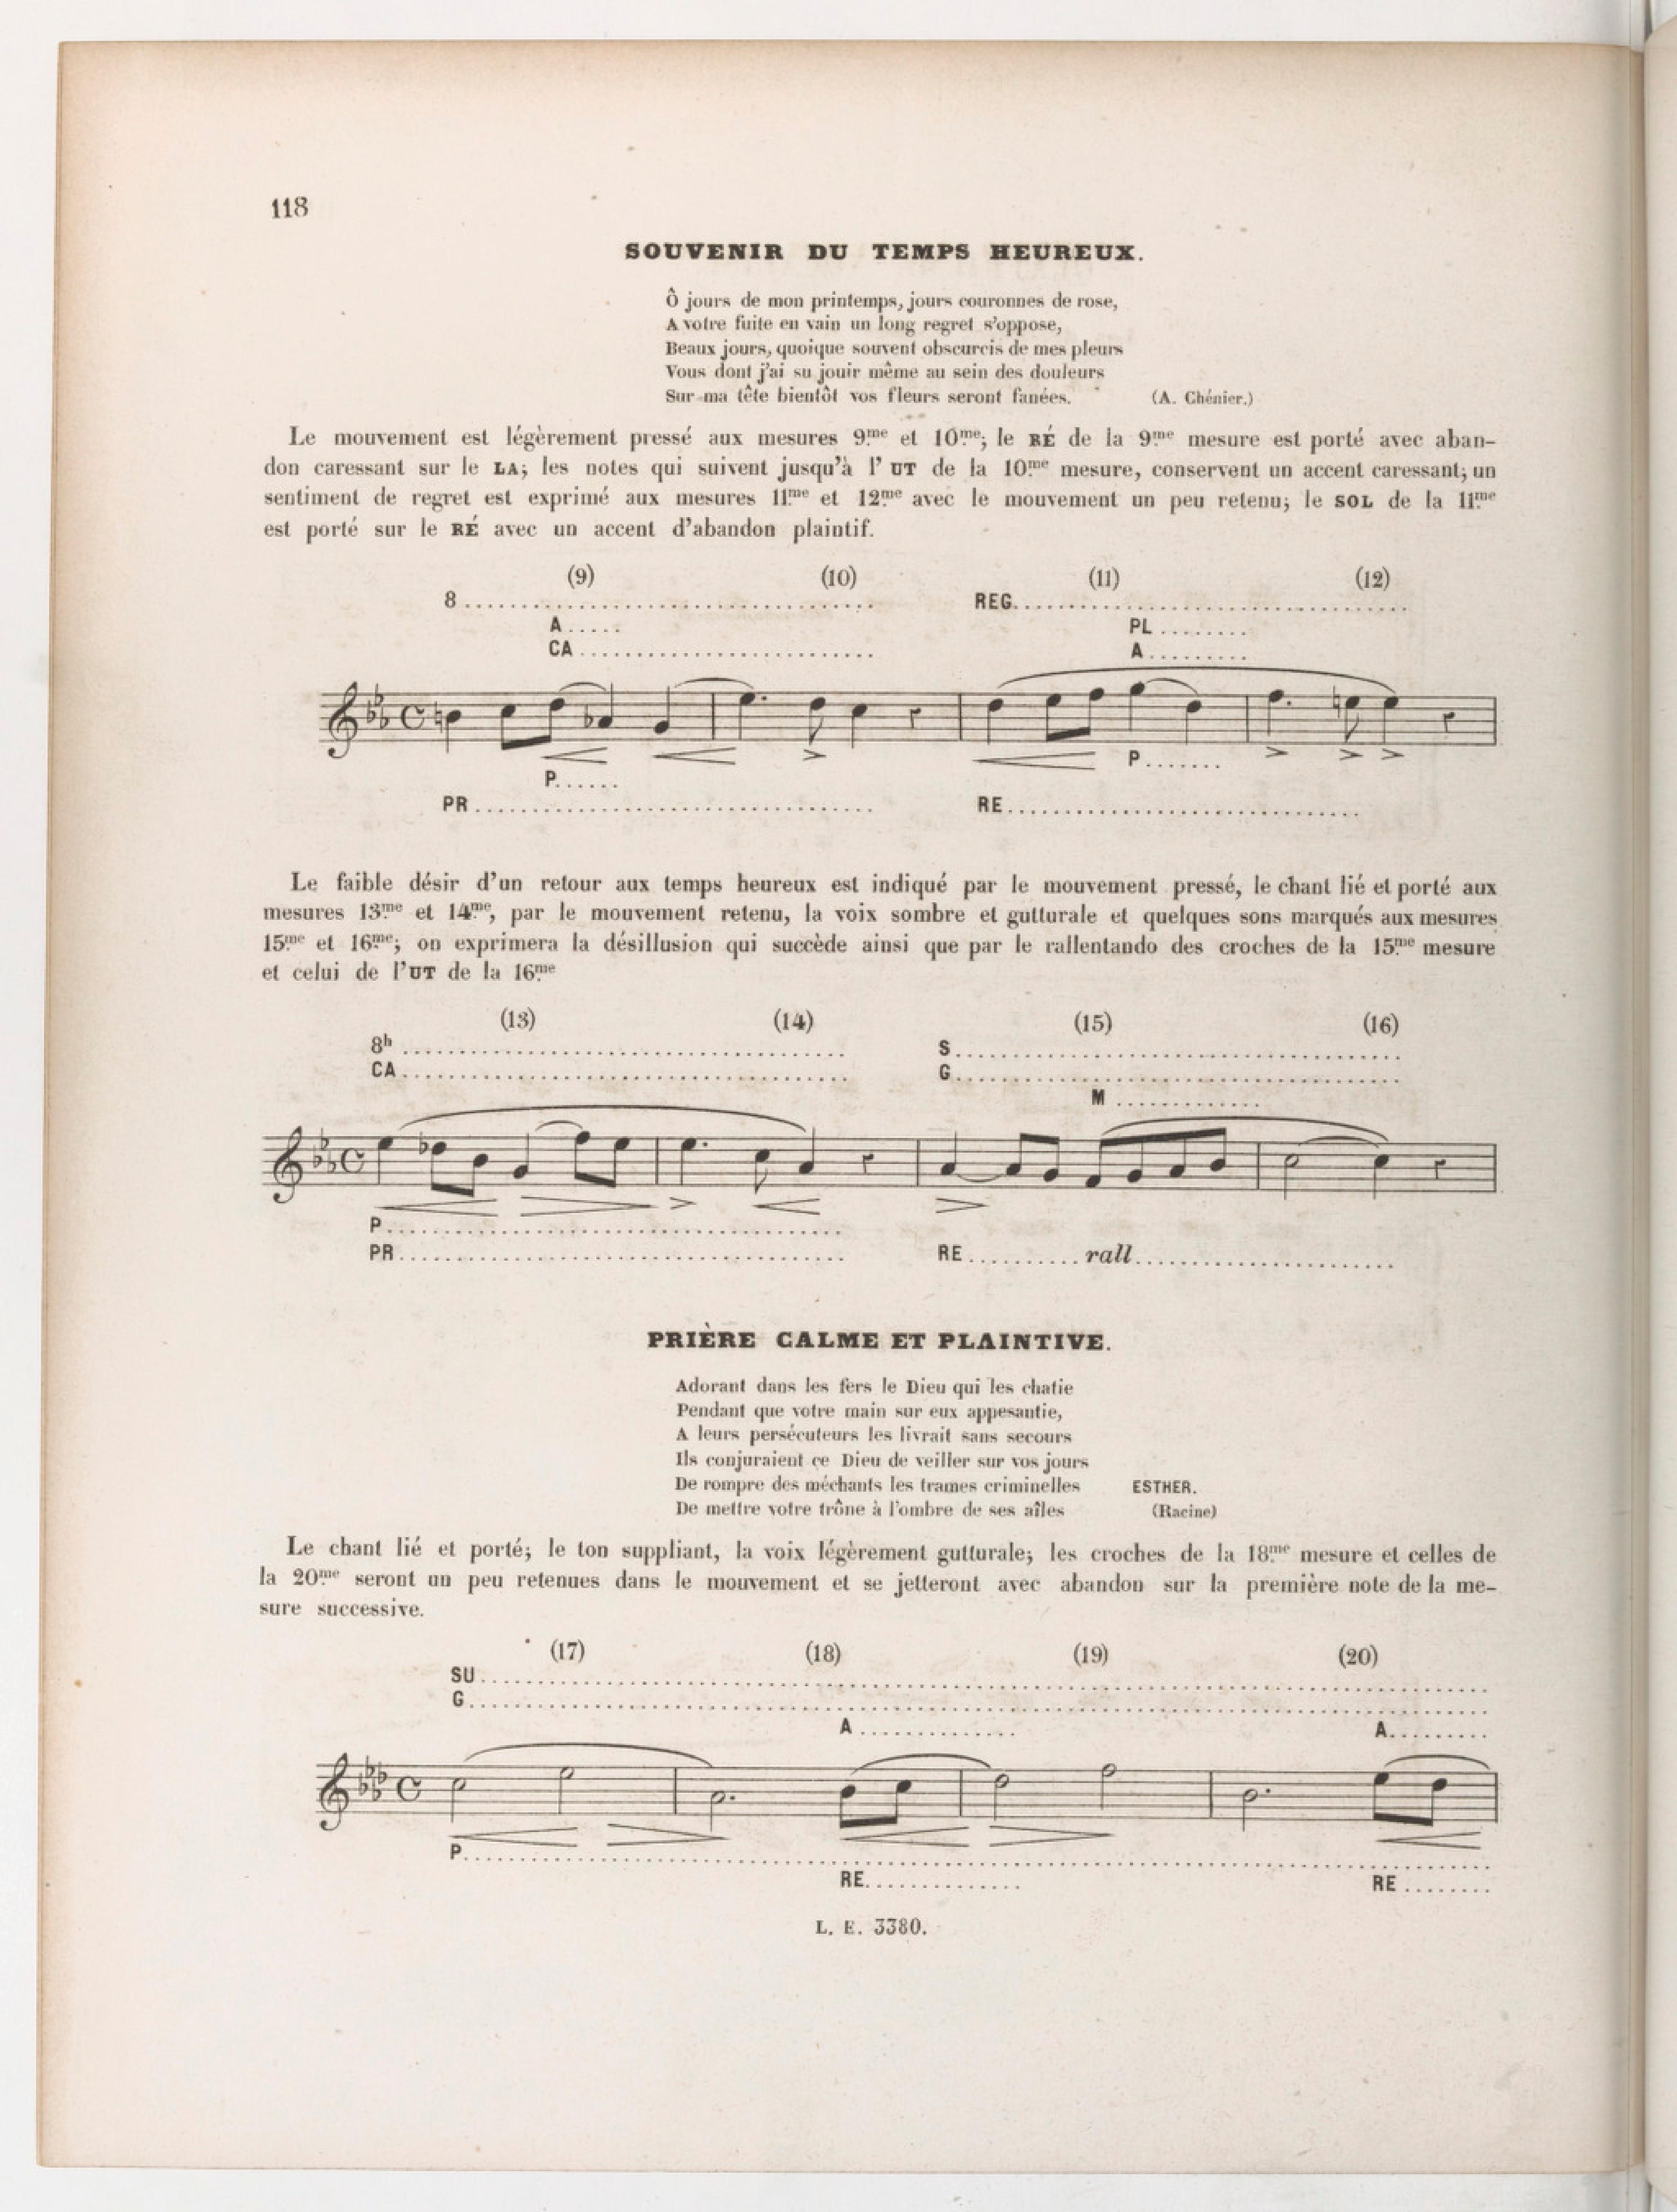 118
SOUVENIR DU TEMPS HEUREUX.
Ô jours de mon printemps, jours couronnes de rose,
A votre fuite en vain un long regret s'oppose,
Beaux jours, quoique souvent obscurcis de mes pleurs
Vous dont j'ai su jouir même au sein des douleurs
Sur ma tête bientôt vos fleurs seront fanées. (A. Chénier.)
Le mouvement est légèrement pressé aux mesures 9.me et 10.me; le RÉ de la 9.me mesure est porté avec aban-
don caressant sur le LA; les notes qui suivent jusqu'à l'UT de la 10.me mesure, conservent un accent caressant; un
sentiment de regret est exprimé aux mesures 11.me et 12.me avec le mouvement un peu retenu; le SOL de la 11.me
est porté sur le RÉ avec un accent d'abandon plaintif.
(9) (10) (11) (12)
8 REG.
A PL
CA A
P
P
PR RE
Le faible désir d'un retour aux temps heureux est indiqué par le mouvement pressé, le chant lié et porté aux
mesures 13.me et 14.me, par le mouvement retenu, la voix sombre et gutturale et quelques sons marqués aux mesures
15.me et 16.me; on exprimera la désillusion qui succède ainsi que par le rallentando des croches de la 15.me mesure
et celui de l'UT de la 16.me
(13) (14) (15) (16)
8h S
CA G
M
P
PR RE rall
PRIÈRE CALME ET PLAINTIVE.
Adorant dans les fers le Dieu qui les chatie
Pendant que votre main sur eux appesantie,
A leurs persécuteurs les livrait sans secours
Ils conjuraient ce Dieu de veiller sur vos jours
De rompre des méchants les trames criminelles ESTHER.
De mettre votre trône à l'ombre de ses aîles (Racine)
Le chant lié et porté; le ton suppliant, la voix légèrement gutturale; les croches de la 18.me mesure et celles de
la 20.me seront un peu retenues dans le mouvement et se jetteront avec abandon sur la première note de la me-
sure successive.
(17) (18) (19) (20)
SU
G
A A
P
RE RE
L. E. 3380.